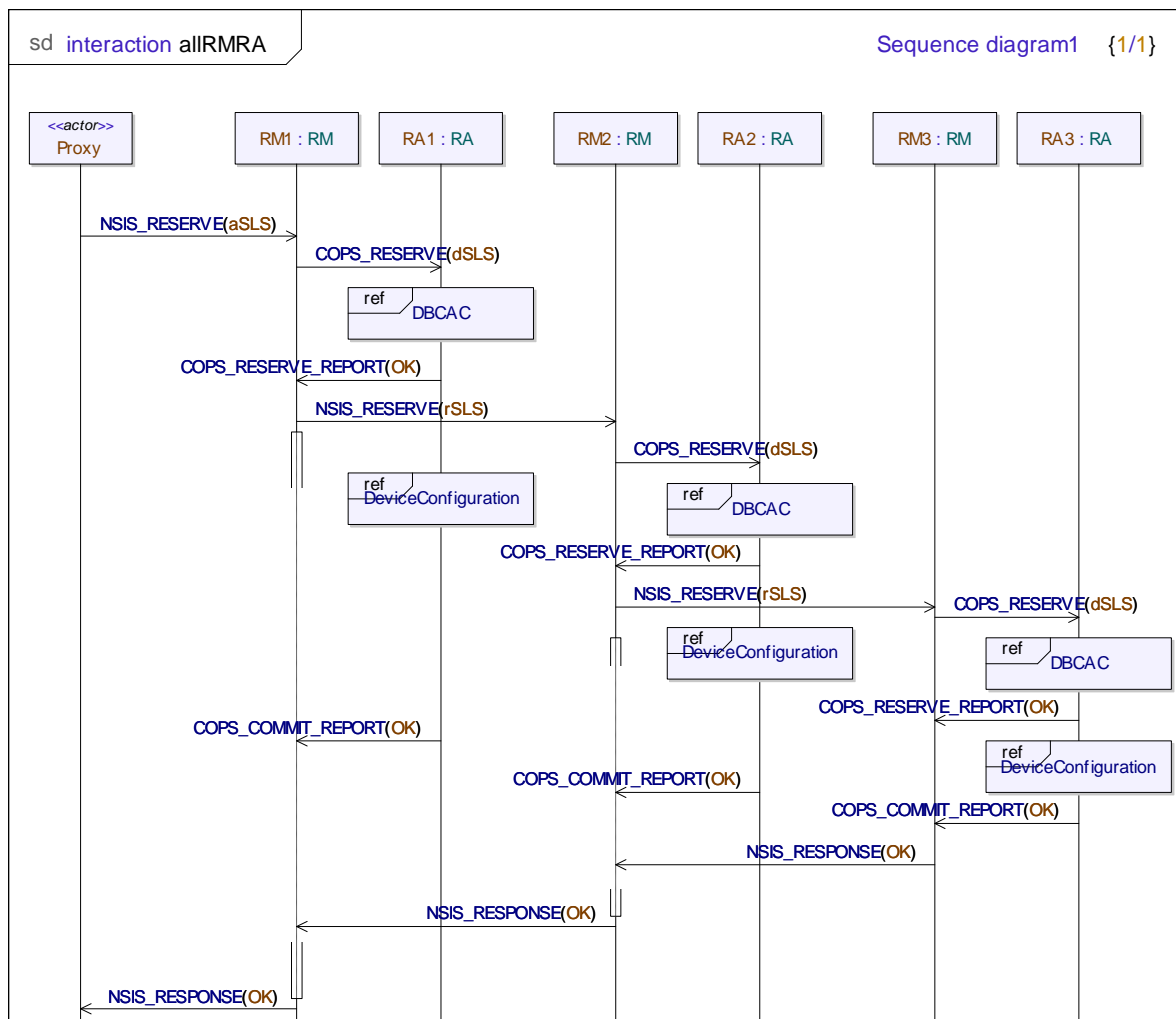 sd interaction allRMRA
Sequence diagram1 {1/1}
<<actor>>
Proxy
RM1 : RM
RA1 : RA
RM2 : RM
RA2 : RA
RM3 : RM
RA3 : RA
NSIS_RESERVE(aSLS)
COPS_RESERVE(dSLS)
ref
DBCAC
COPS_RESERVE_REPORT(OK)
NSIS_RESERVE(rSLS)
COPS_RESERVE(dSLS)
ref
DeviceConfiguration
ref
DBCAC
COPS_RESERVE_REPORT(OK)
NSIS_RESERVE(rSLS)
COPS_RESERVE(dSLS)
ref
DeviceConfiguration
ref
DBCAC
COPS_RESERVE_REPORT(OK)
COPS_COMMIT_REPORT(OK)
ref
DeviceConfiguration
COPS_COMMIT_REPORT(OK)
COPS_COMMIT_REPORT(OK)
NSIS_RESPONSE(OK)
NSIS_RESPONSE(OK)
NSIS_RESPONSE(OK)